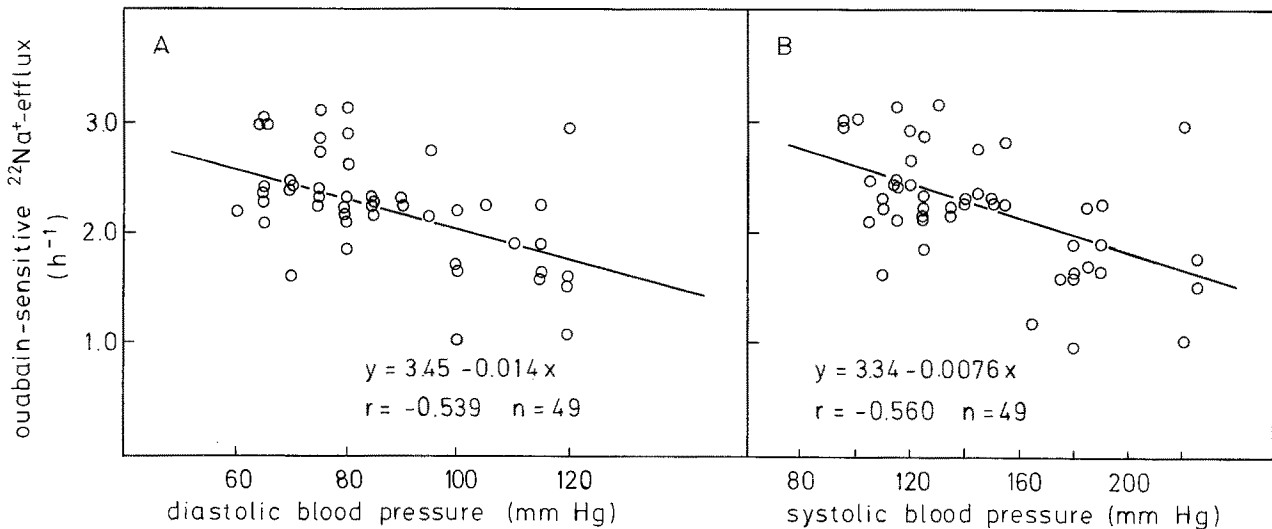 ouabain-sensitive ²²Na⁺-efflux
(h⁻¹)
3.0
2.0
1.0
A
y = 3.45 -0.014x
r = -0.539 n = 49
60 80 100 120
diastolic blood pressure (mm Hg)
B
y = 3.34 -0.0076x
r = -0.560 n = 49
80 120 160 200
systolic blood pressure (mm Hg)